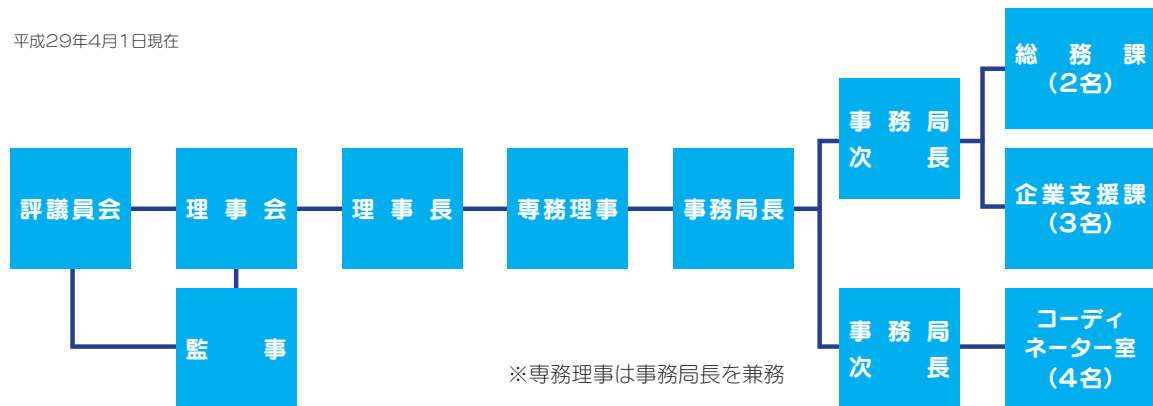 平成29年4月1日現在
評議員会
理事会
監事
理事長
専務理事
事務局長
事務局
次長
総務課
(2名)
企業支援課
(3名)
事務局
次長
コーディ
ネーター室
(4名)
※専務理事は事務局長を兼務